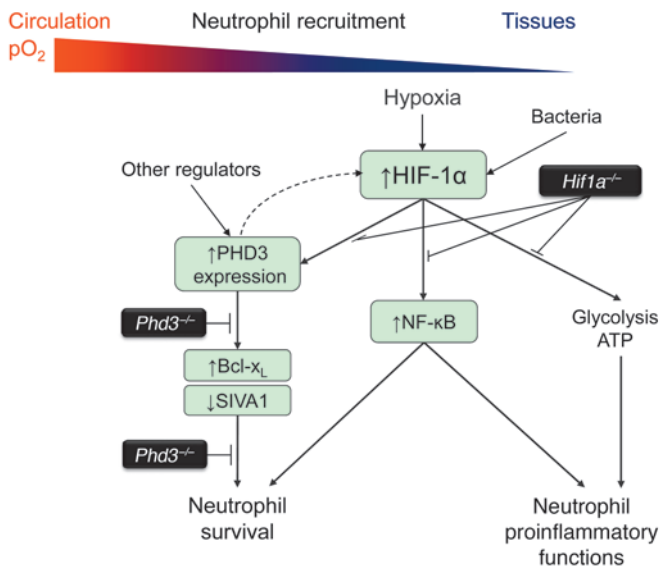 Circulation
pO₂
Neutrophil recruitment
Tissues
Hypoxia
Bacteria
Other regulators
↑HIF-1α
Hif1a⁻/⁻
↑PHD3
expression
Phd3⁻/⁻
↑NF-κB
Glycolysis
ATP
↑Bcl-x_L
↓SIVA1
Phd3⁻/⁻
Neutrophil
survival
Neutrophil
proinflammatory
functions